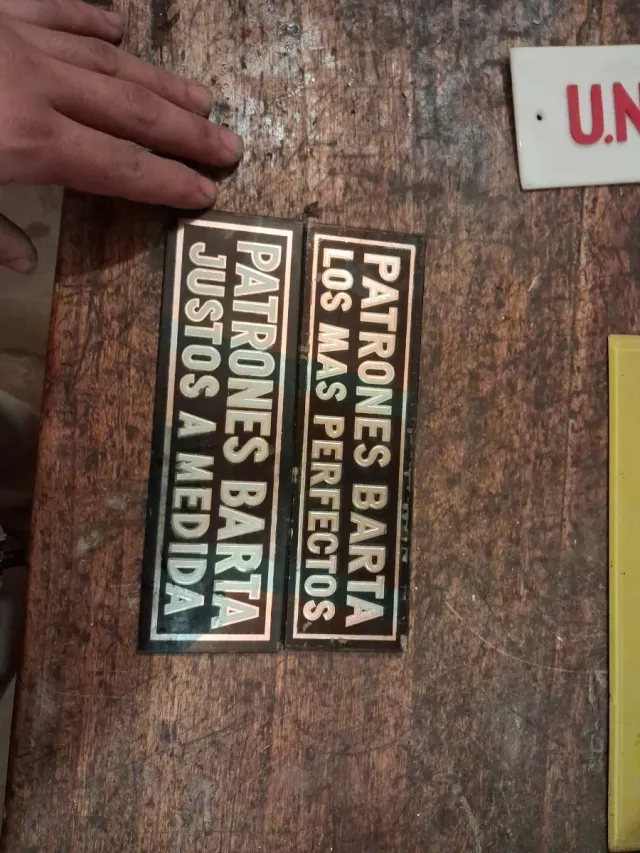 PATRONES BARTA
JUSTOS A MEDIDA
PATRONES BARTA
LOS MAS PERFECTOS
U.N